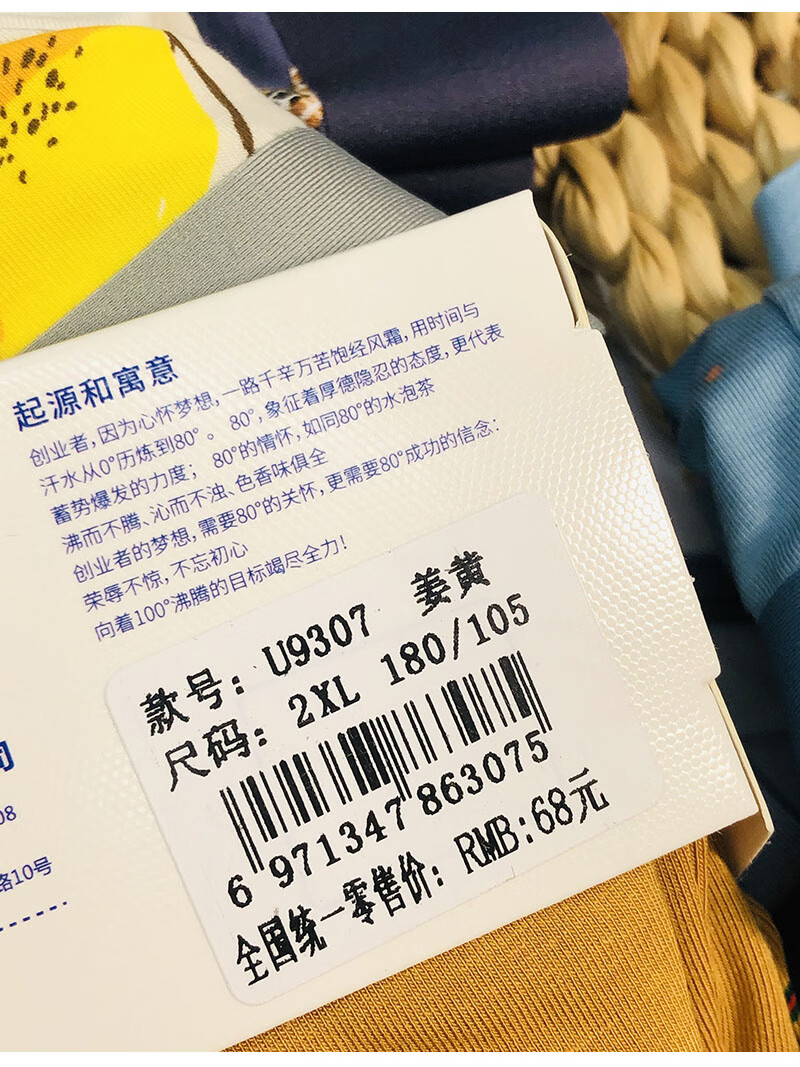 起源和寓意
创业者,因为心怀梦想,一路千辛万苦饱经风霜,用时间与
汗水从0°历炼到80°。80°,象征着厚德隐忍的态度,更代表
蓄势爆发的力度; 80°的情怀,如同80°的水泡茶
沸而不腾、沁而不浊、色香味俱全
创业者的梦想,需要80°的关怀,更需要80°成功的信念:
荣辱不惊,不忘初心
向着100°沸腾的目标竭尽全力!
款号: U9307 姜黄
尺码: 2XL 180/105
6 971347 863075
全国统一零售价: RMB:68元
司
08
路10号